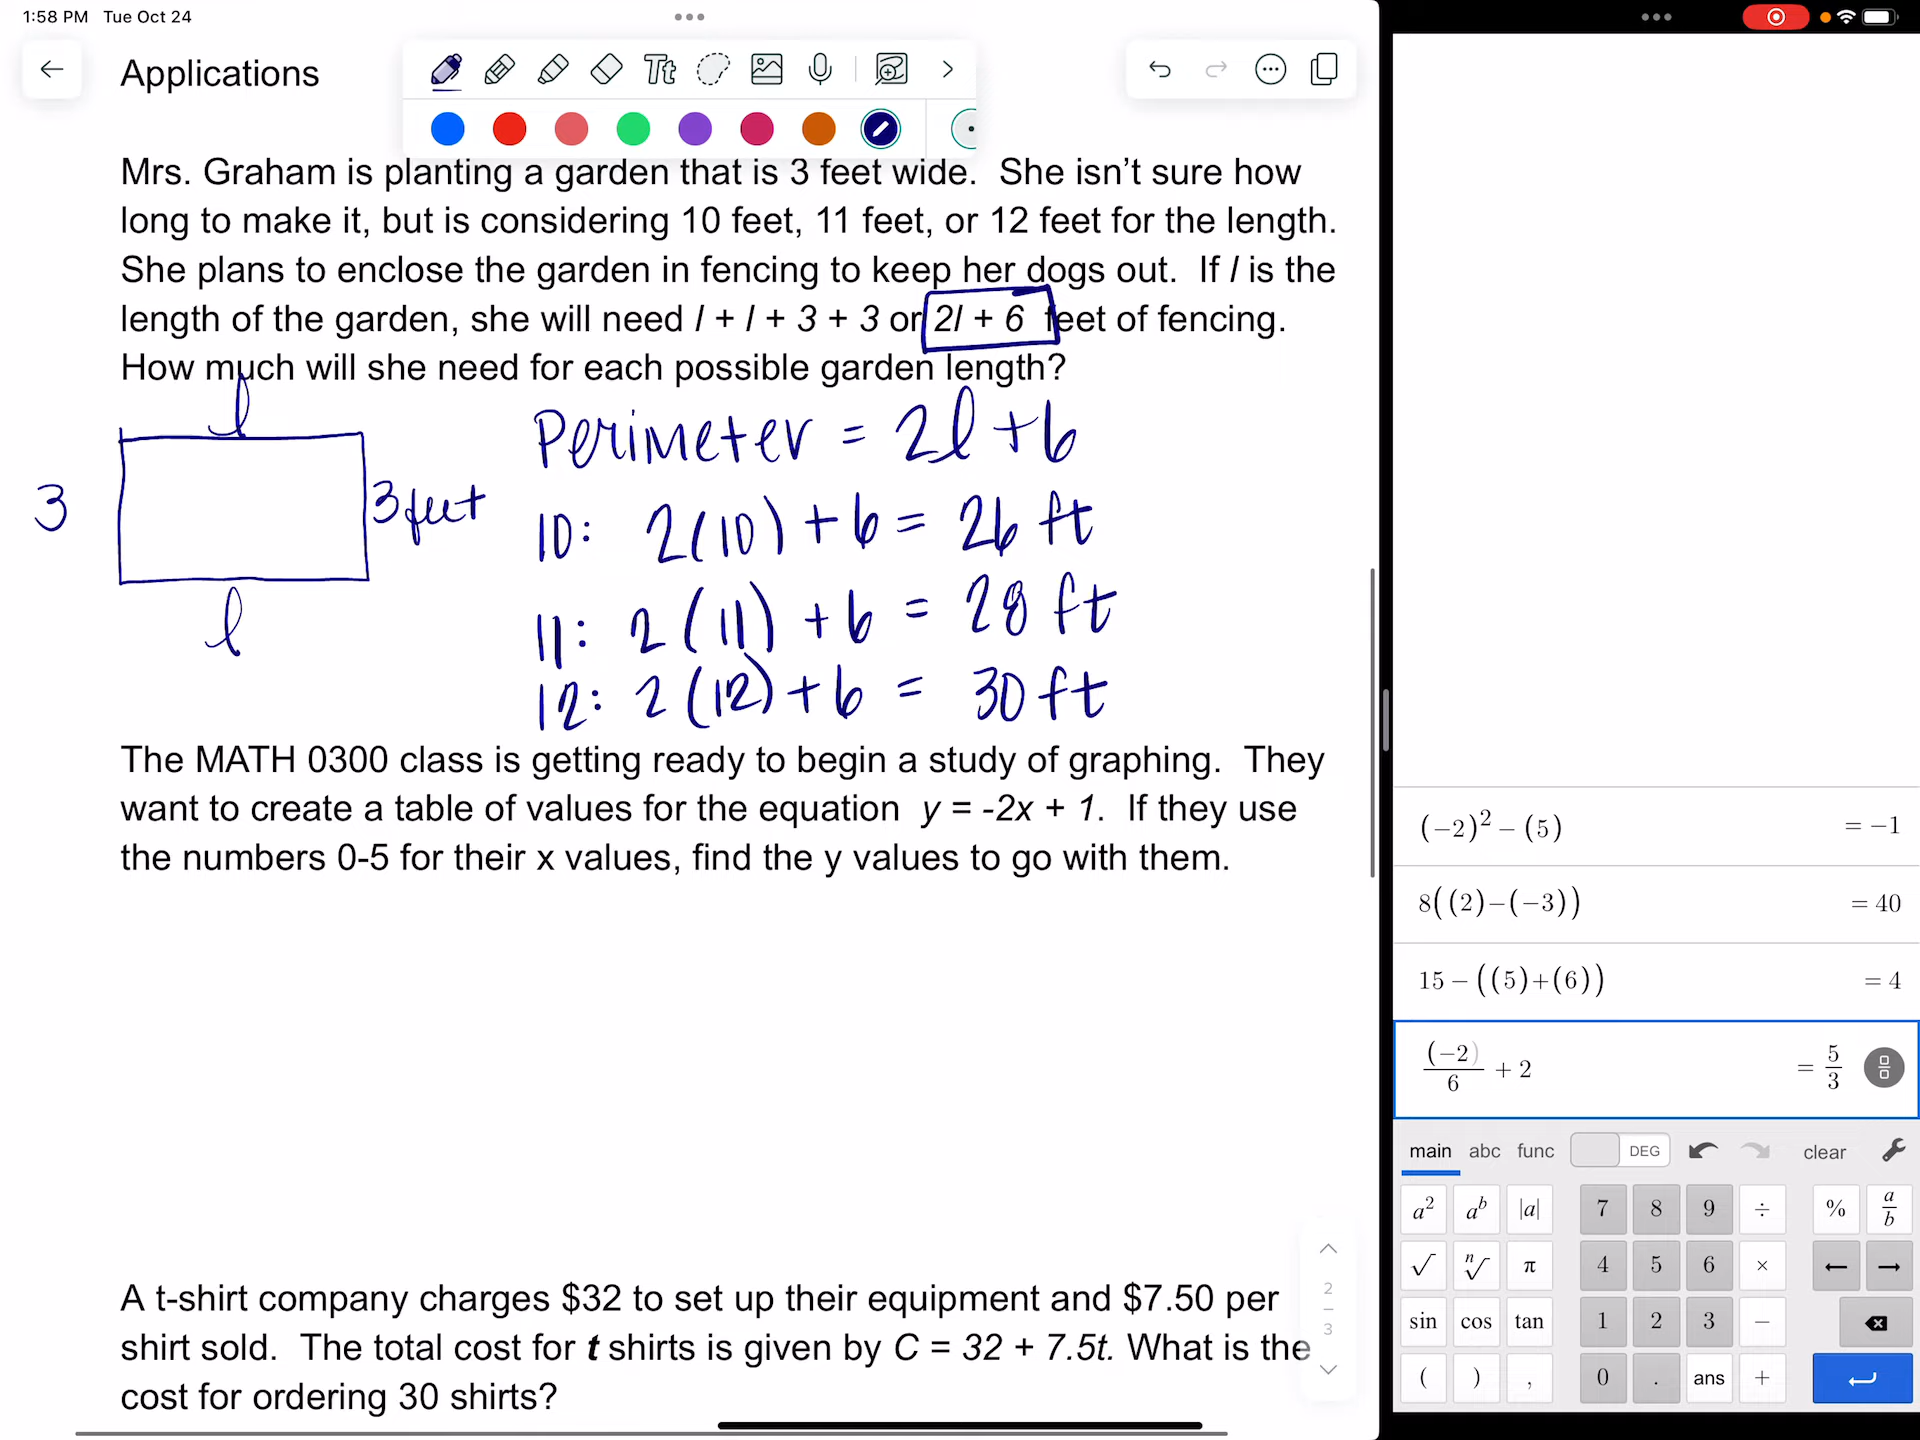 1:58 PM Tue Oct 24
Applications
Tt
Mrs. Graham is planting a garden that is 3 feet wide. She isn’t sure how
long to make it, but is considering 10 feet, 11 feet, or 12 feet for the length.
She plans to enclose the garden in fencing to keep her dogs out. If l is the
length of the garden, she will need l + l + 3 + 3 or 2l + 6 feet of fencing.
How much will she need for each possible garden length?
l
3
3 feet
l
Perimeter = 2l + 6
10: 2(10) + 6 = 26 ft
11: 2(11) + 6 = 28 ft
12: 2(12) + 6 = 30 ft
The MATH 0300 class is getting ready to begin a study of graphing. They
want to create a table of values for the equation y = -2x + 1. If they use
the numbers 0-5 for their x values, find the y values to go with them.
A t-shirt company charges $32 to set up their equipment and $7.50 per
shirt sold. The total cost for t shirts is given by C = 32 + 7.5t. What is the
cost for ordering 30 shirts?
2
3
(−2)² − (5) = −1
8((2)−(−3)) = 40
15 − ((5)+(6)) = 4
(−2)/6 + 2 = 5/3
main abc func DEG clear
a² aᵇ |a| 7 8 9 ÷ % a/b
√ ⁿ√ π 4 5 6 × ← →
sin cos tan 1 2 3 −
( ) , 0 . ans +